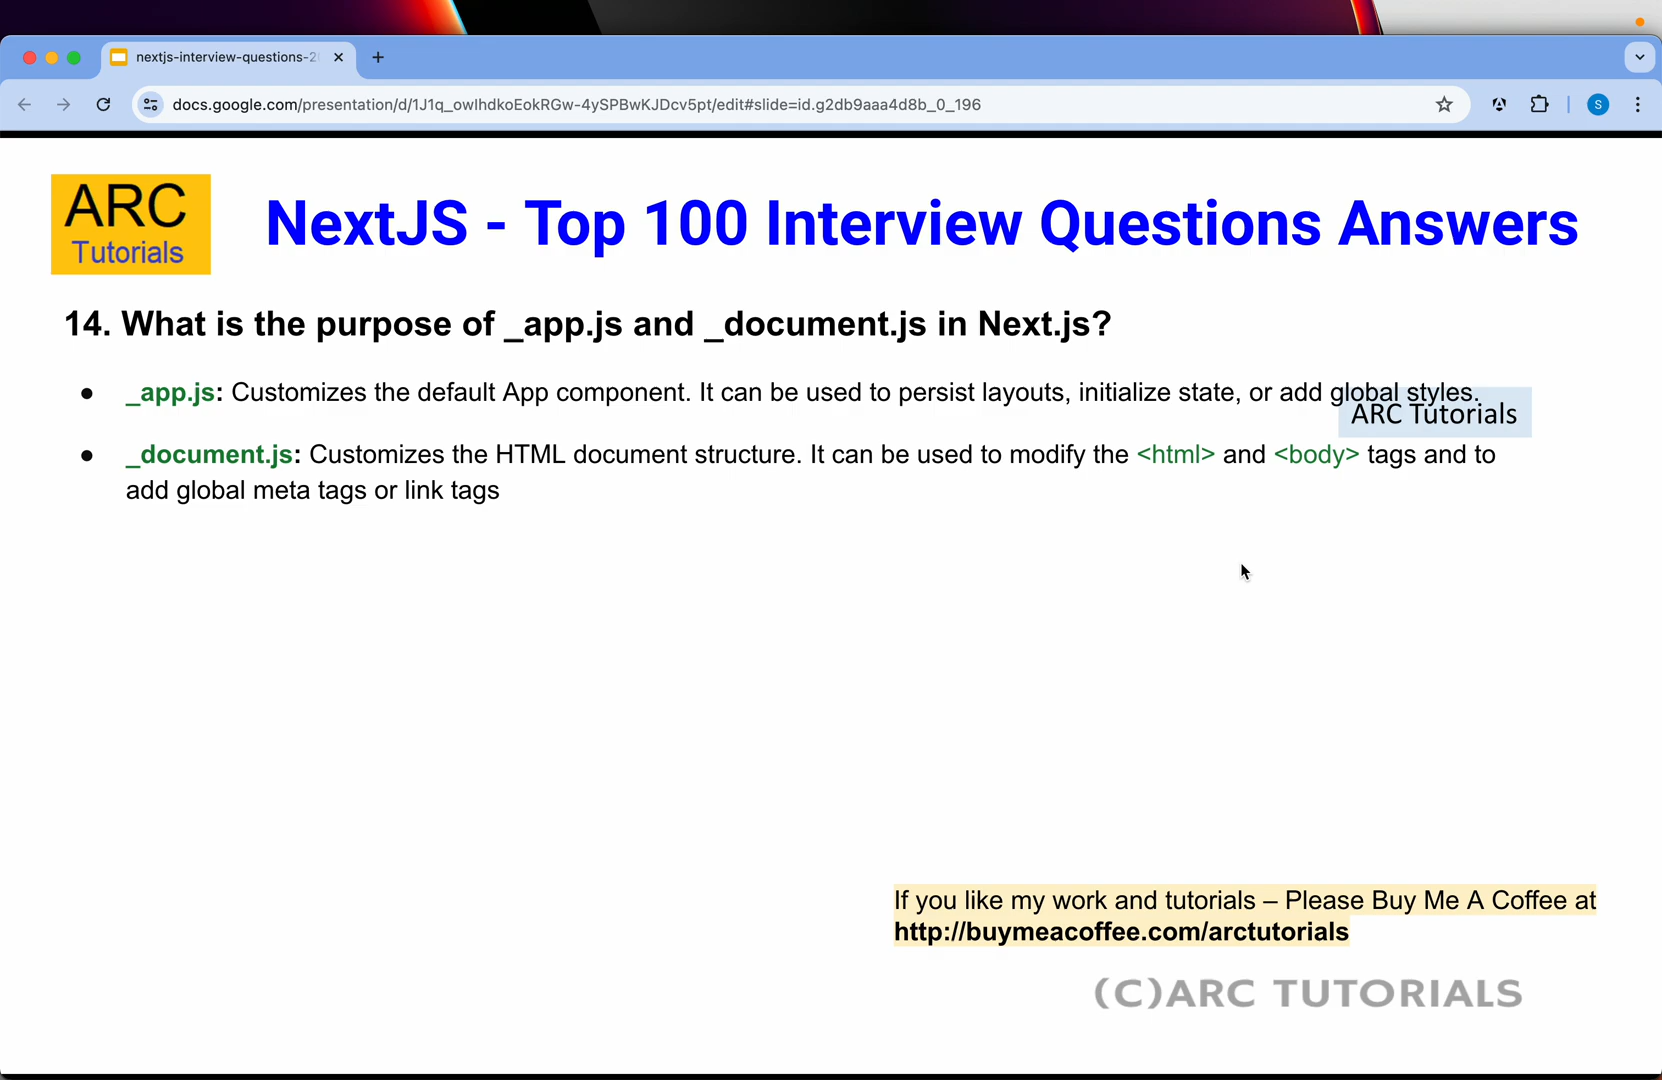 nextjs-interview-questions-2
docs.google.com/presentation/d/1J1q_owlhdkoEokRGw-4ySPBwKJDcv5pt/edit#slide=id.g2db9aaa4d8b_0_196
S
ARC
Tutorials
NextJS - Top 100 Interview Questions Answers
14. What is the purpose of _app.js and _document.js in Next.js?
● _app.js: Customizes the default App component. It can be used to persist layouts, initialize state, or add global styles.
ARC Tutorials
● _document.js: Customizes the HTML document structure. It can be used to modify the <html> and <body> tags and to
add global meta tags or link tags
If you like my work and tutorials – Please Buy Me A Coffee at
http://buymeacoffee.com/arctutorials
(C)ARC TUTORIALS